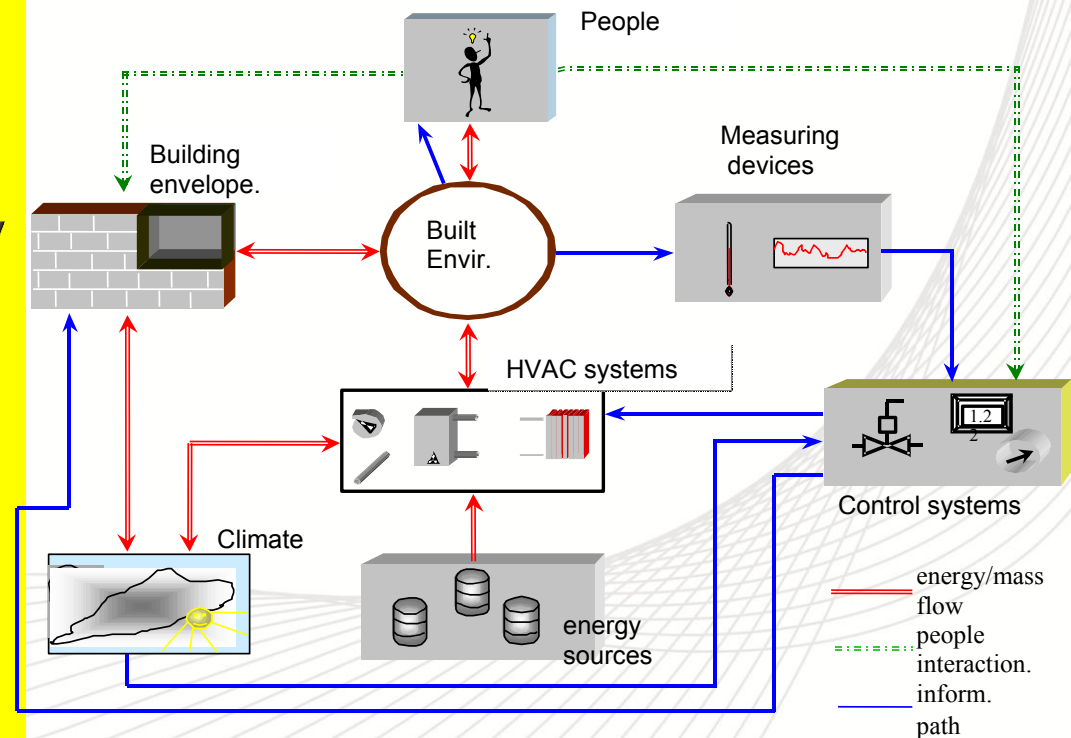 People
Measuring
devices
Building
envelope.
Built
Envir.
HVAC systems
1.2
2
Control systems
Climate
energy
sources
energy/mass
flow
people
interaction.
inform.
path